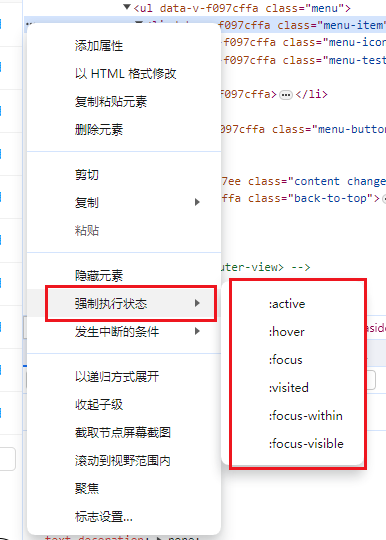 ▼<ul data-v-f097cffa class="menu">
<li data-v-f097cffa class="menu-item"
f097cffa class="menu-icon
f097cffa class="menu-test
f097cffa>…</li>
097cffa class="menu-button
7ee class="content change
ffa class="back-to-top">
uter-view> -->
aside
添加属性
以 HTML 格式修改
复制粘贴元素
删除元素
剪切
复制
粘贴
隐藏元素
强制执行状态
发生中断的条件
以递归方式展开
收起子级
截取节点屏幕截图
滚动到视野范围内
聚焦
标志设置...
:active
:hover
:focus
:visited
:focus-within
:focus-visible
text-decoration: ▶ none;